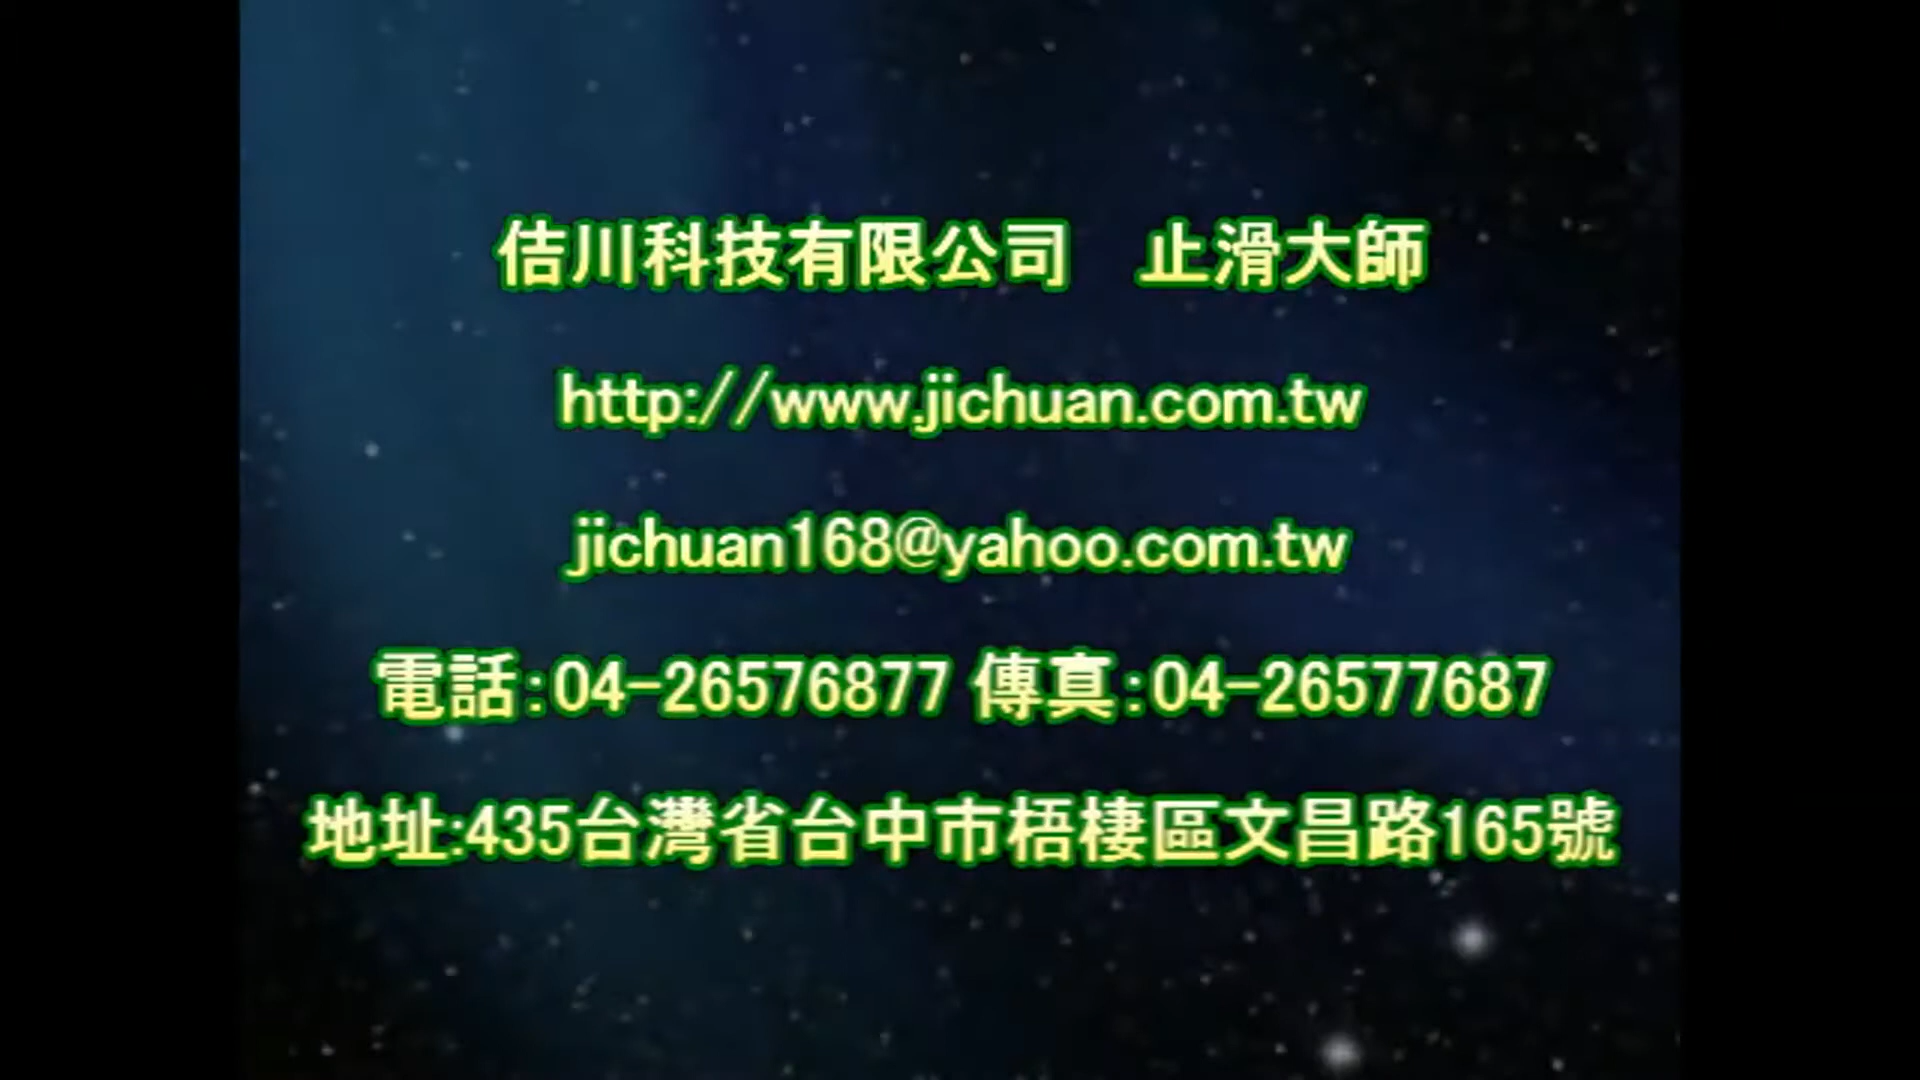 佶川科技有限公司　止滑大師
http://www.jichuan.com.tw
jichuan168@yahoo.com.tw
電話:04-26576877 傳真:04-26577687
地址:435台灣省台中市梧棲區文昌路165號